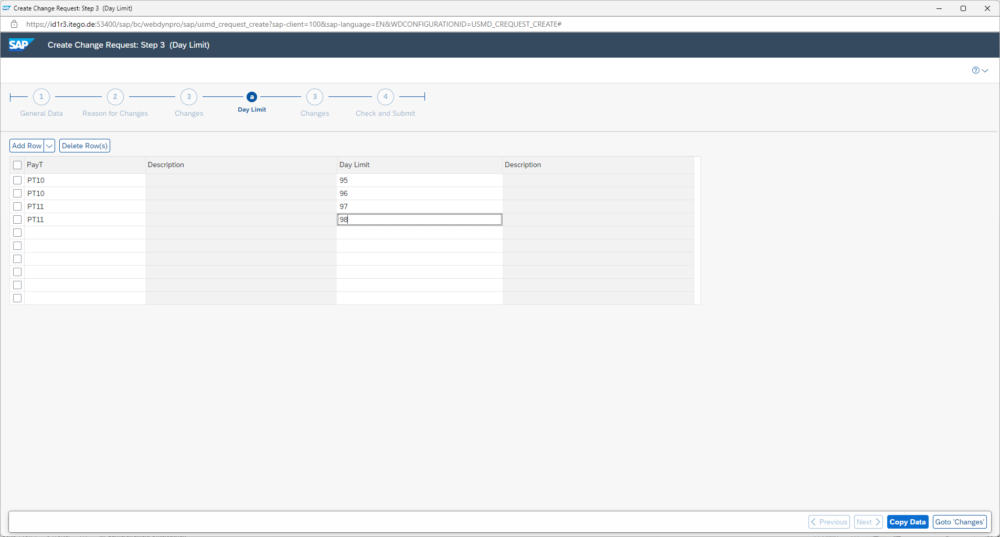 Create Change Request: Step 3 (Day Limit)
https://id1r3.itego.de:53400/sap/bc/webdynpro/sap/usmd_crequest_create?sap-client=100&sap-language=EN&WDCONFIGURATIONID=USMD_CREQUEST_CREATE#
SAP Create Change Request: Step 3 (Day Limit)
1 2 3 a 3 4
General Data Reason for Changes Changes Day Limit Changes Check and Submit
Add Row Delete Row(s)
PayT Description Day Limit Description
PT10 95
PT10 96
PT11 97
PT11 98
Previous Next Copy Data Goto 'Changes'